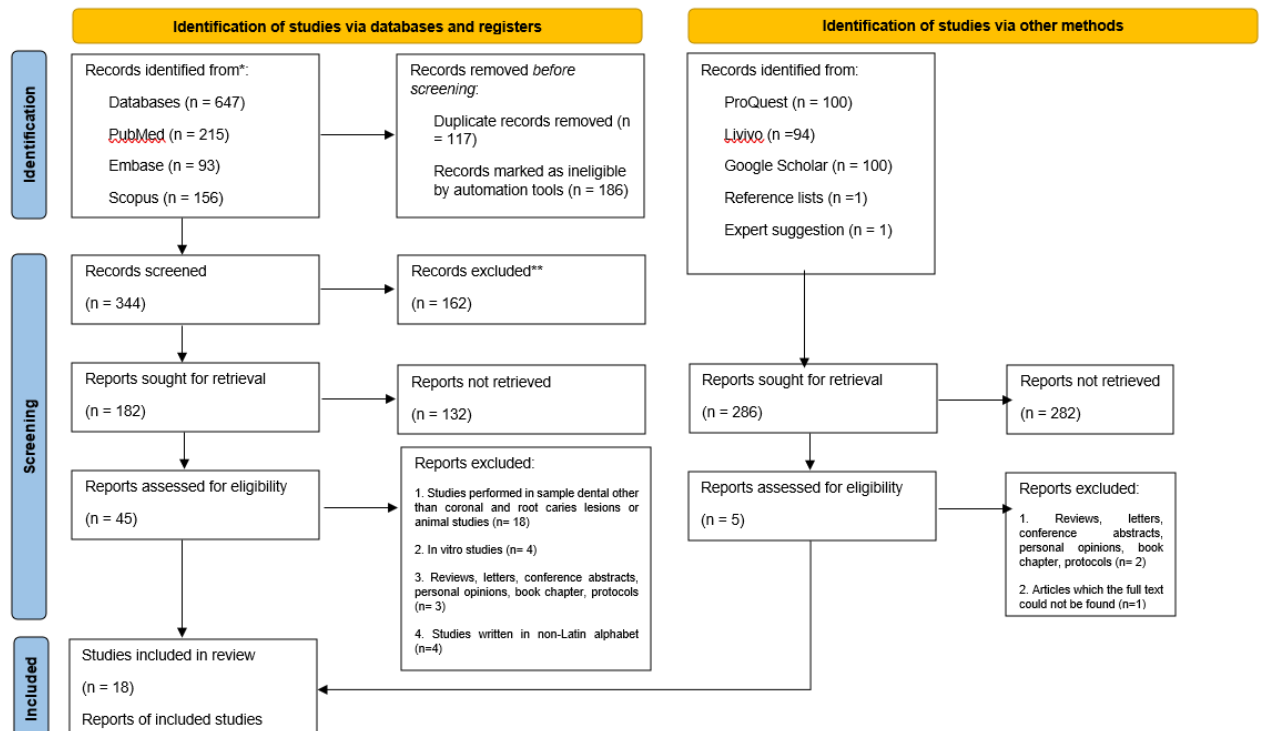 Identification of studies via databases and registers
Identification of studies via other methods
Identification
Records identified from*:
Databases (n = 647)
PubMed (n = 215)
Embase (n = 93)
Scopus (n = 156)
Records removed before
screening:
Duplicate records removed (n
= 117)
Records marked as ineligible
by automation tools (n = 186)
Records identified from:
ProQuest (n = 100)
Livivo (n =94)
Google Scholar (n = 100)
Reference lists (n =1)
Expert suggestion (n = 1)
Screening
Records screened
(n = 344)
Records excluded**
(n = 162)
Reports sought for retrieval
(n = 182)
Reports not retrieved
(n = 132)
Reports sought for retrieval
(n = 286)
Reports not retrieved
(n = 282)
Reports assessed for eligibility
(n = 45)
Reports excluded:
1. Studies performed in sample dental other
than coronal and root caries lesions or
animal studies (n= 18)
2. In vitro studies (n= 4)
3. Reviews, letters, conference abstracts,
personal opinions, book chapter, protocols
(n= 3)
4. Studies written in non-Latin alphabet
(n=4)
Reports assessed for eligibility
(n = 5)
Reports excluded:
1. Reviews, letters,
conference abstracts,
personal opinions, book
chapter, protocols (n= 2)
2. Articles which the full text
could not be found (n=1)
Included
Studies included in review
(n = 18)
Reports of included studies